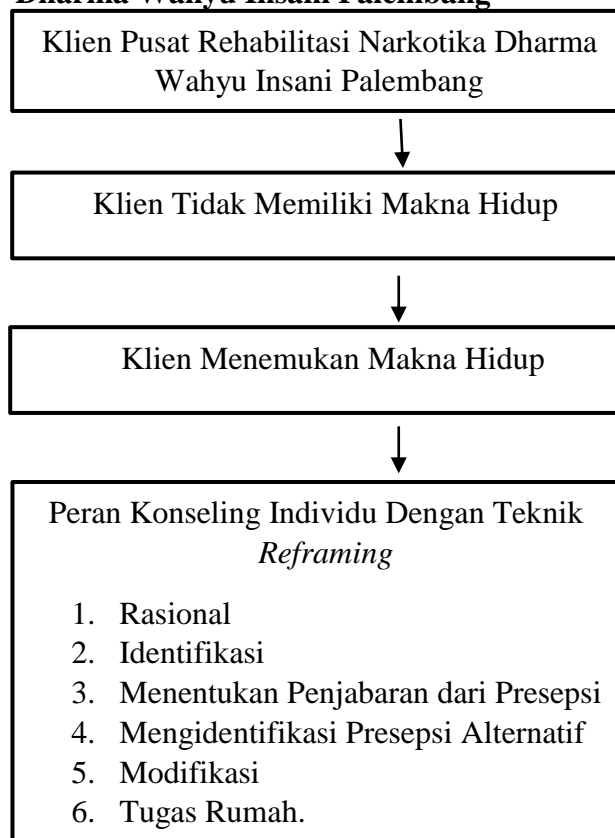 Dharma Wahyu Insani Palembang
Klien Pusat Rehabilitasi Narkotika Dharma
Wahyu Insani Palembang
Klien Tidak Memiliki Makna Hidup
Klien Menemukan Makna Hidup
Peran Konseling Individu Dengan Teknik
Reframing
1. Rasional
2. Identifikasi
3. Menentukan Penjabaran dari Presepsi
4. Mengidentifikasi Presepsi Alternatif
5. Modifikasi
6. Tugas Rumah.